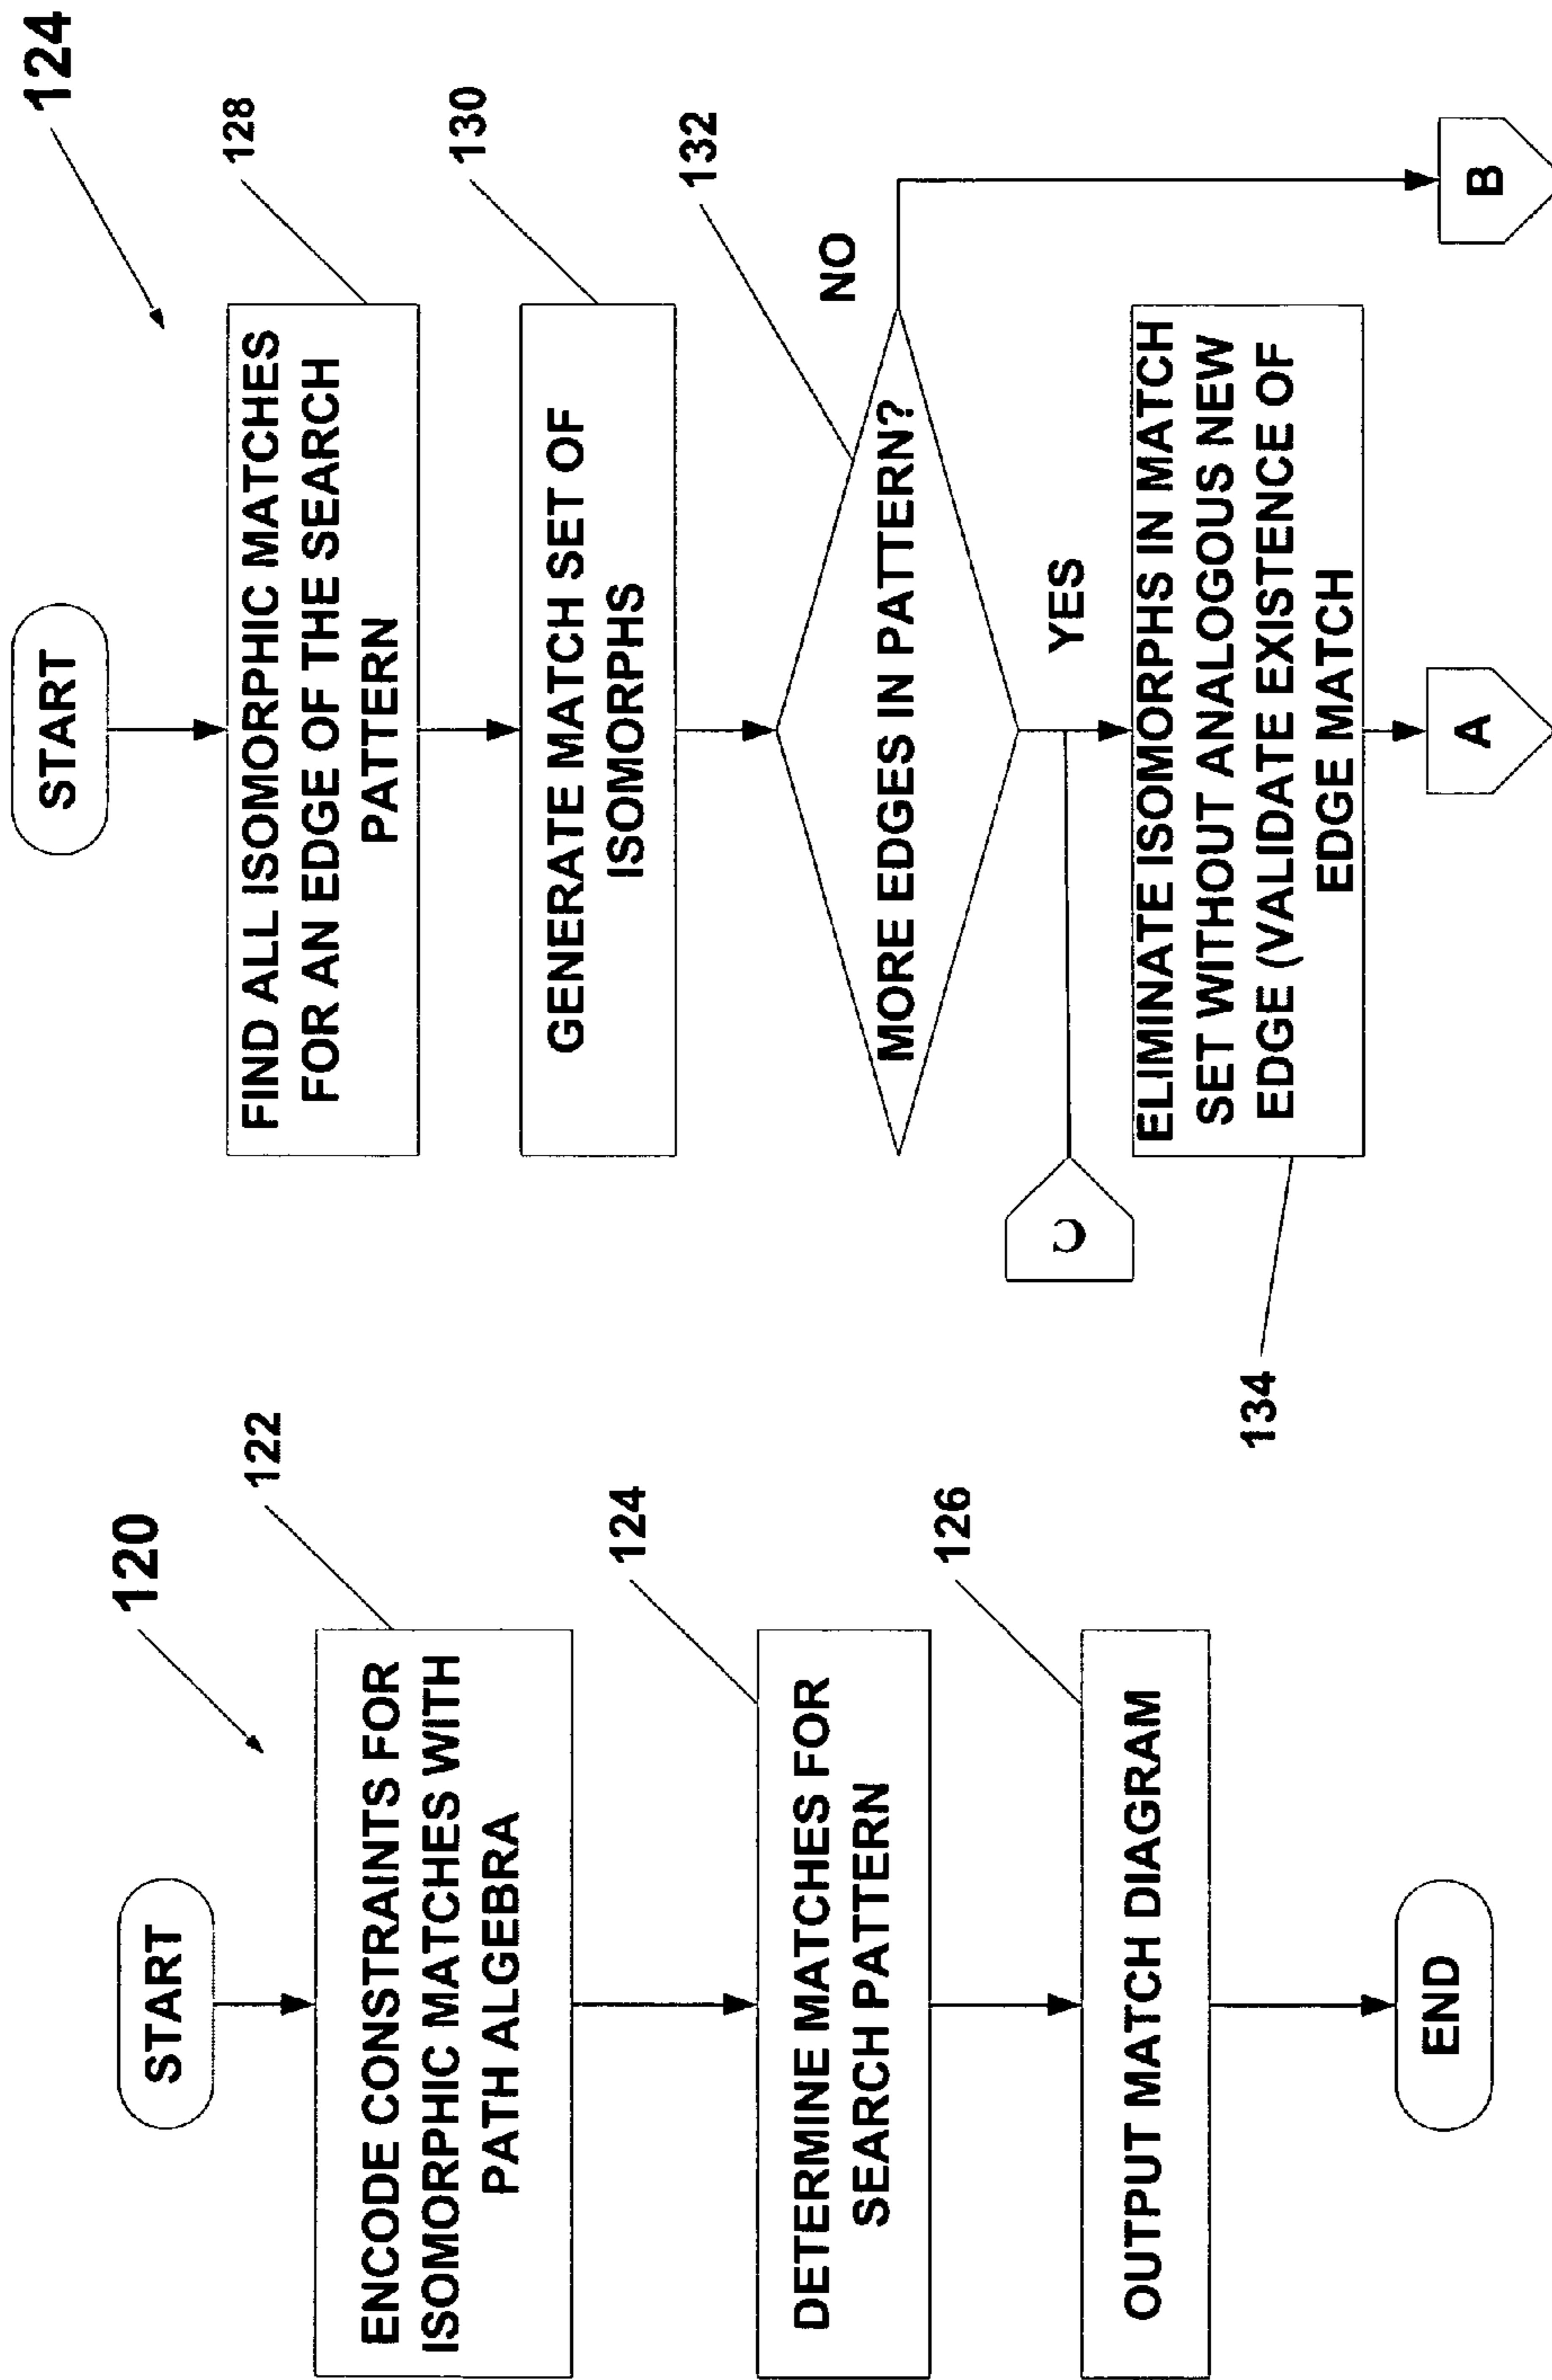 120
START
ENCODE CONSTRAINTS FOR
ISOMORPHIC MATCHES WITH
PATH ALGEBRA
122
DETERMINE MATCHES FOR
SEARCH PATTERN
124
OUTPUT MATCH DIAGRAM
126
END
124
START
FIND ALL ISOMORPHIC MATCHES
FOR AN EDGE OF THE SEARCH
PATTERN
128
GENERATE MATCH SET OF
ISOMORPHS
130
MORE EDGES IN PATTERN?
132
NO
YES
C
ELIMINATE ISOMORPHS IN MATCH
SET WITHOUT ANALOGOUS NEW
EDGE (VALIDATE EXISTENCE OF
EDGE MATCH
134
A
B